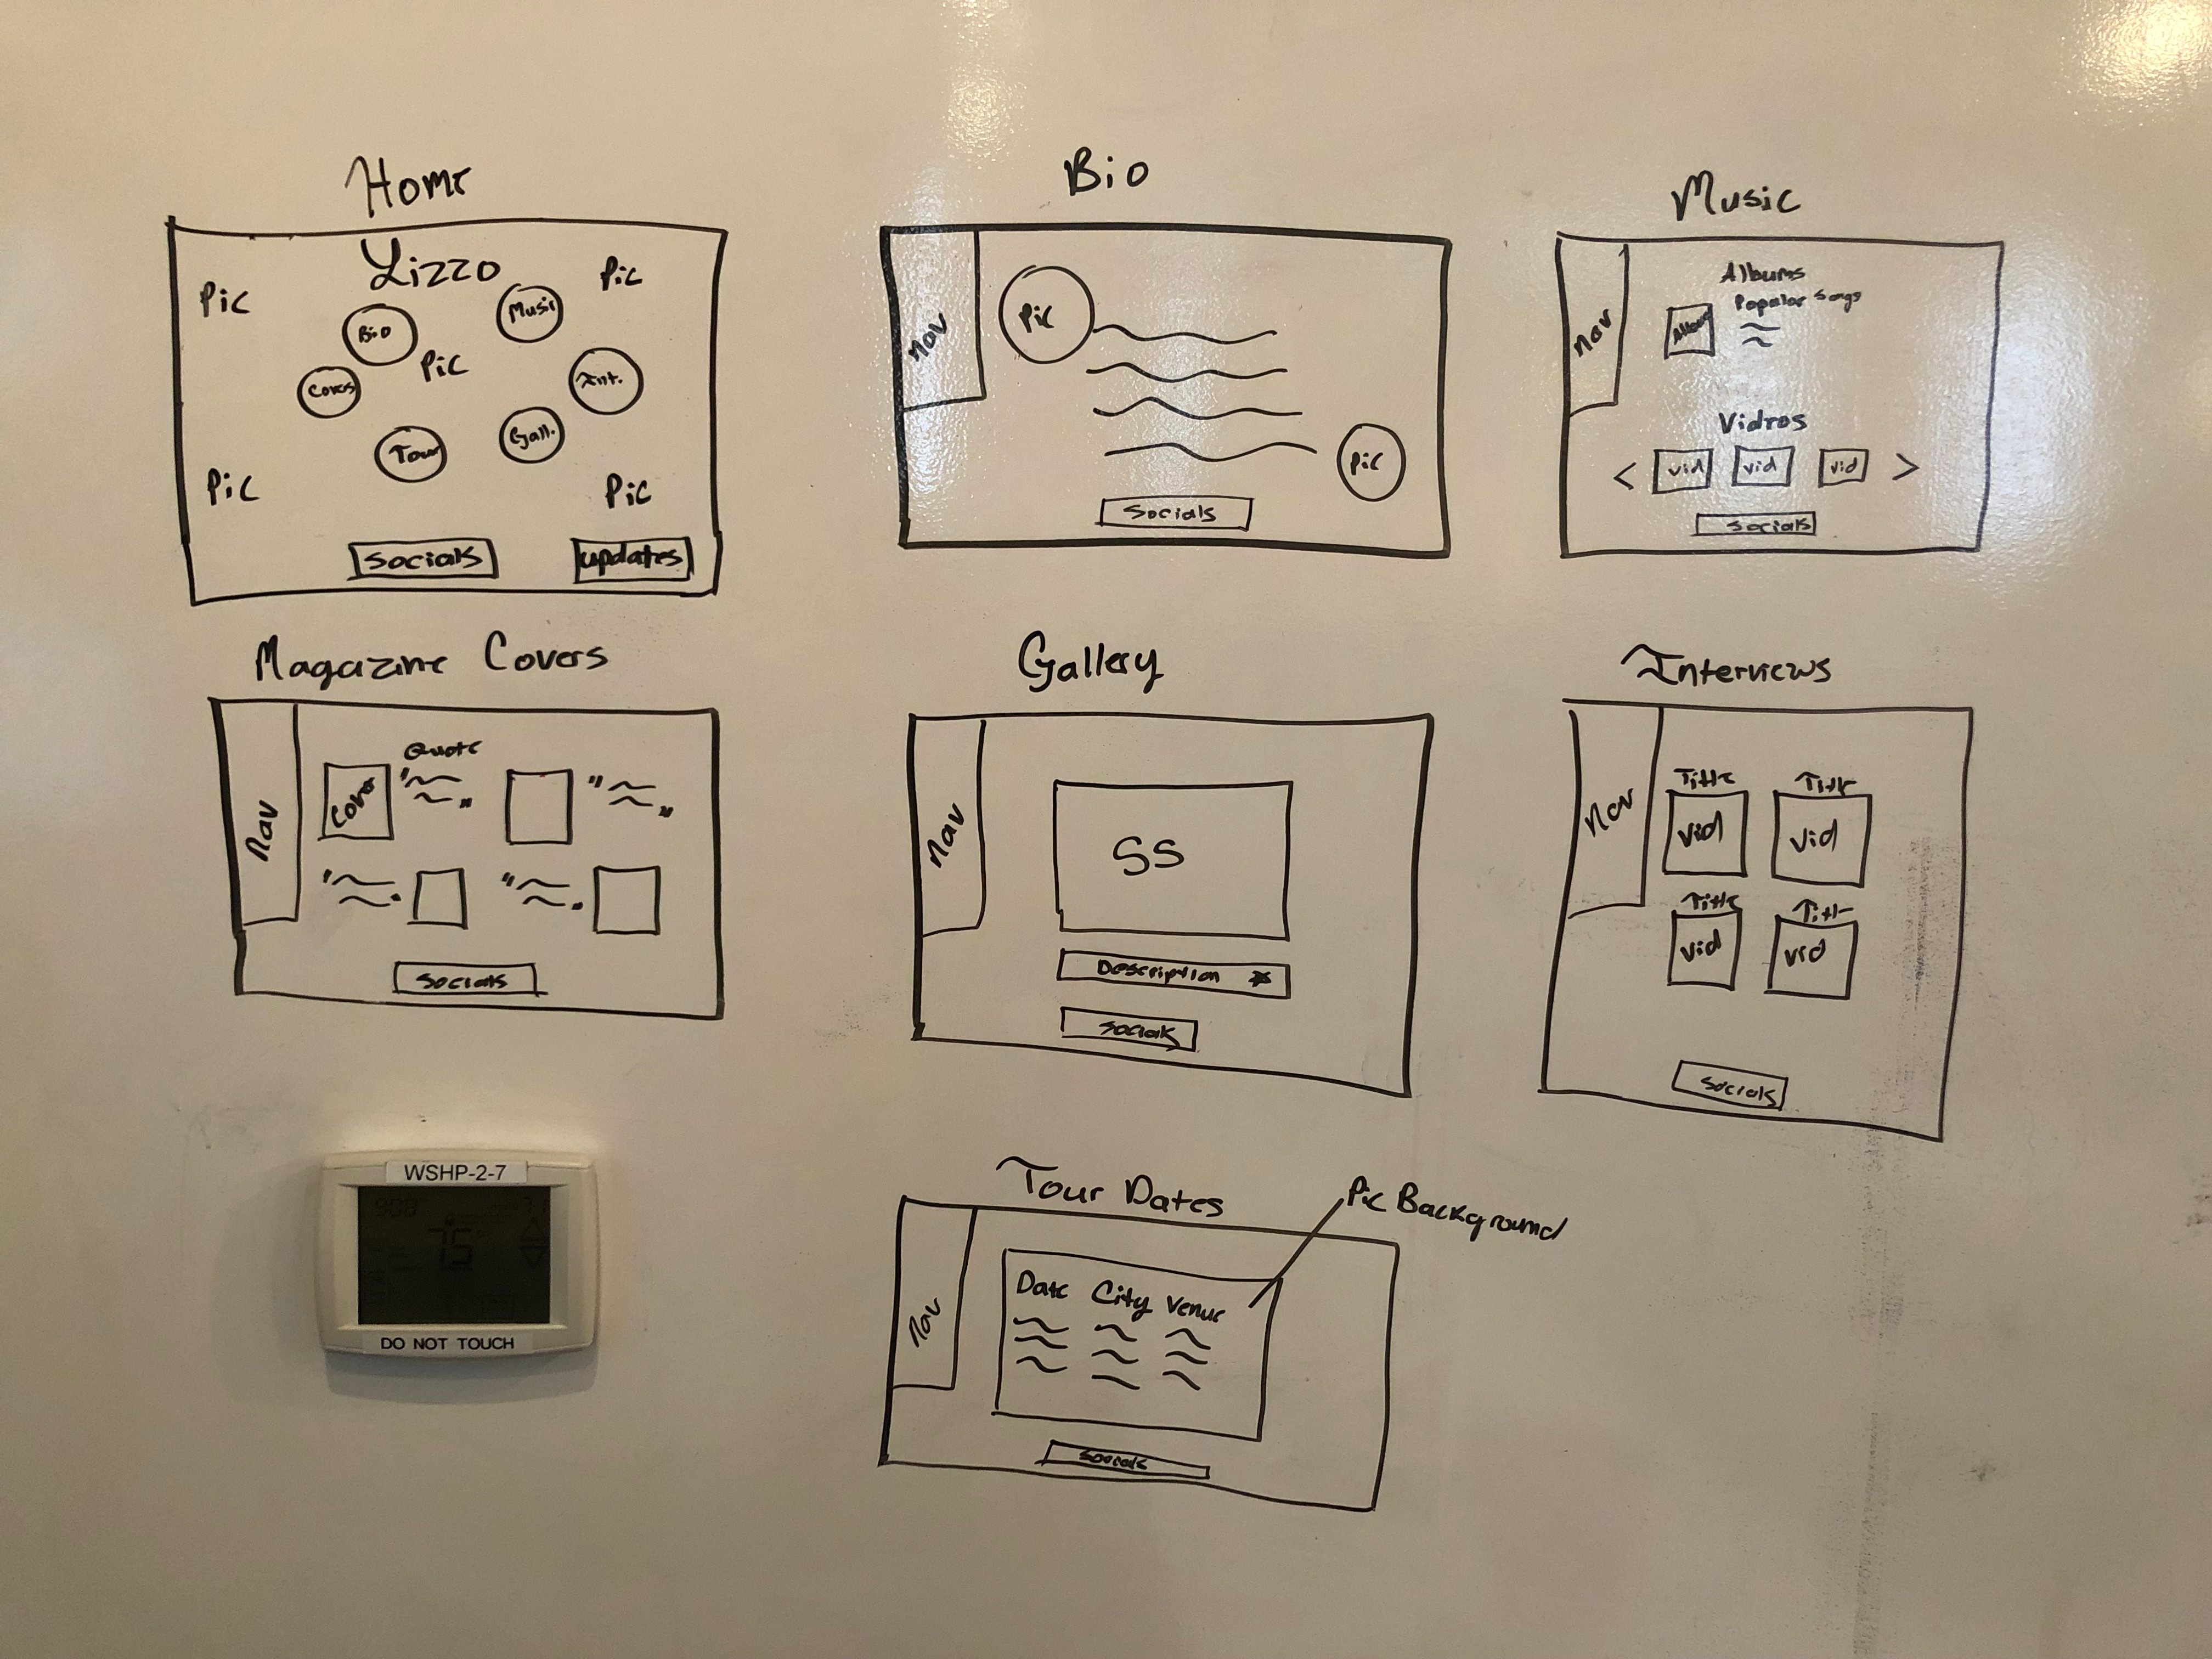 Home
Lizzo
Pic
Pic
Bio
Music
Pic
Covers
Int.
Tour
Gall.
Pic
Pic
Socials
updates
Bio
Nav
Pic
Pic
Socials
Music
Nav
Albums
Popular Songs
Album
Videos
< vid vid vid >
Socials
Magazine Covers
Nav
Quote
Cover
" "
" "
" "
" "
Socials
Gallery
Nav
SS
Description *
Socials
Interviews
Nav
Title Title
vid vid
Title Title
vid vid
Socials
Tour Dates
Pic Background
Nav
Date City Venue
Socials
WSHP-2-7
75
DO NOT TOUCH